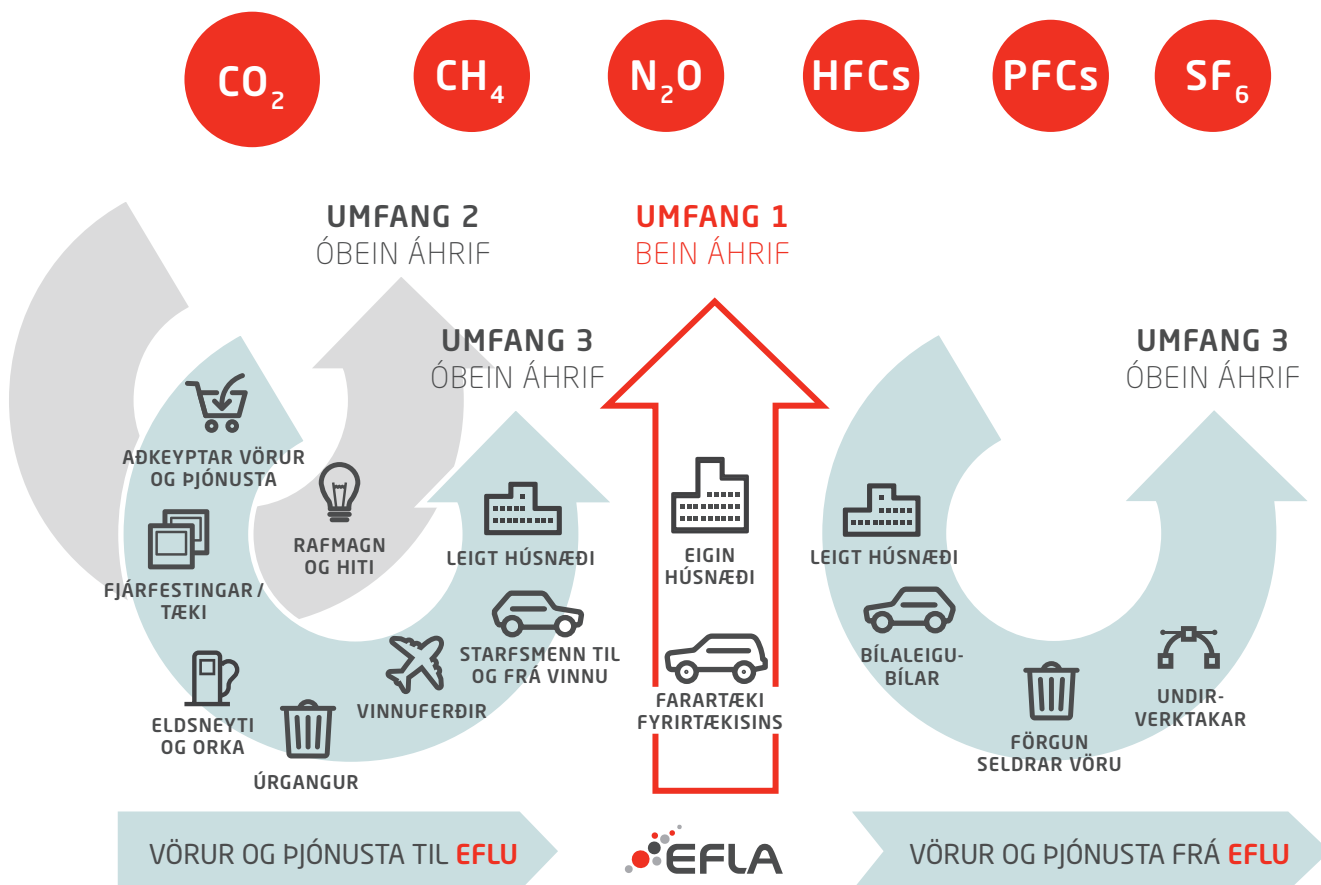 CO₂
CH₄
N₂O
HFCs
PFCs
SF₆
UMFANG 2
ÓBEIN ÁHRIF
UMFANG 1
BEIN ÁHRIF
UMFANG 3
ÓBEIN ÁHRIF
UMFANG 3
ÓBEIN ÁHRIF
AÐKEYPTAR VÖRUR
OG ÞJÓNUSTA
RAFMAGN
OG HITI
FJÁRFESTINGAR /
TÆKI
ELDSNEYTI
OG ORKA
ÚRGANGUR
VINNUFERÐIR
STARFSMENN TIL
OG FRÁ VINNU
LEIGT HÚSNÆÐI
EIGIN
HÚSNÆÐI
FARARTÆKI
FYRIRTÆKISINS
LEIGT HÚSNÆÐI
BÍLALEIGU-
BÍLAR
FÖRGUN
SELDRAR VÖRU
UNDIR-
VERKTAKAR
VÖRUR OG ÞJÓNUSTA TIL EFLU
EFLA
VÖRUR OG ÞJÓNUSTA FRÁ EFLU